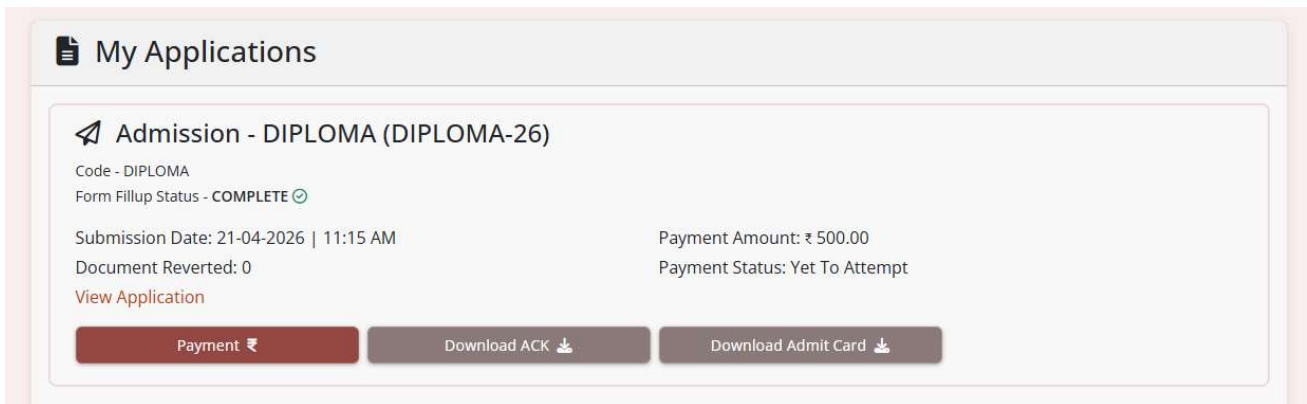 My Applications
Admission - DIPLOMA (DIPLOMA-26)
Code - DIPLOMA
Form Fillup Status - COMPLETE
Submission Date: 21-04-2026 | 11:15 AM
Payment Amount: ₹ 500.00
Document Reverted: 0
Payment Status: Yet To Attempt
View Application
Payment ₹
Download ACK
Download Admit Card